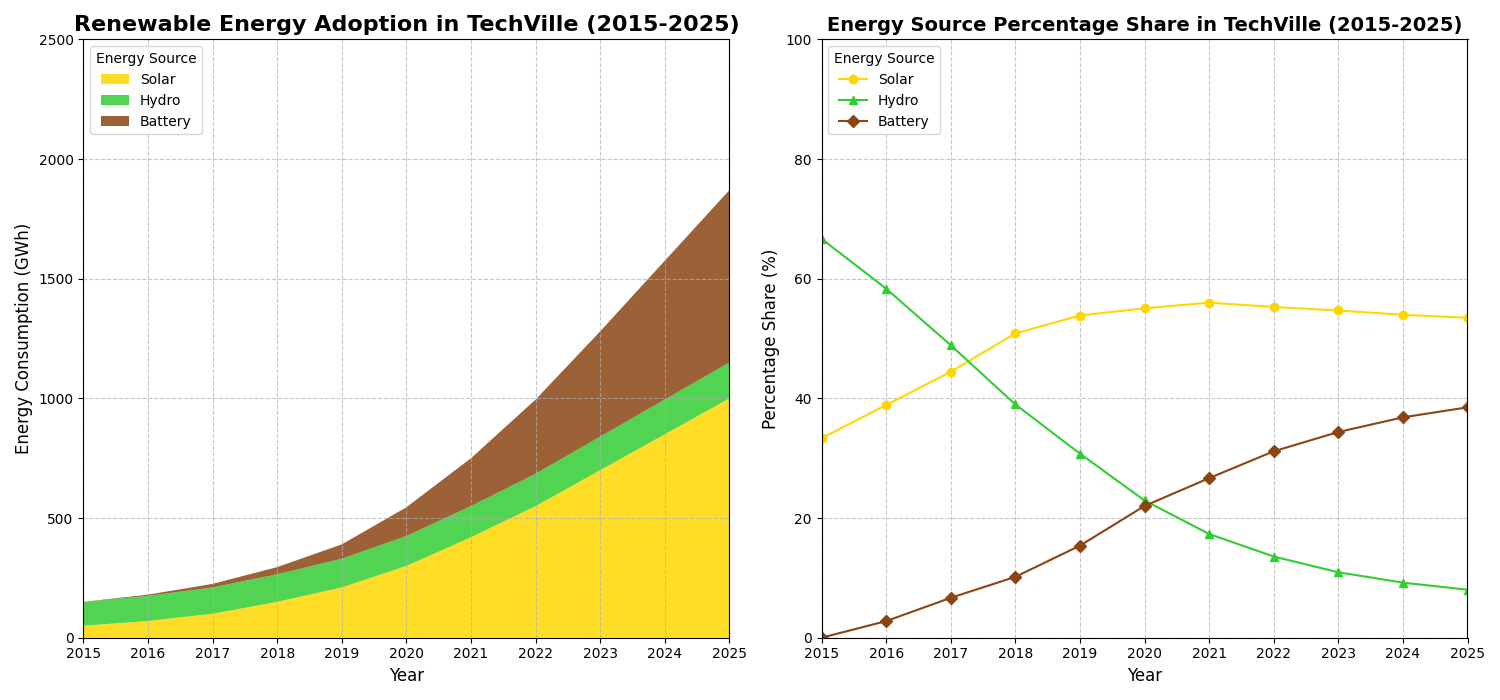 Renewable Energy Adoption in TechVille (2015-2025)
Energy Consumption (GWh)
2500
2000
1500
1000
500
0
Energy Source
Solar
Hydro
Battery
2015 2016 2017 2018 2019 2020 2021 2022 2023 2024 2025
Year
Energy Source Percentage Share in TechVille (2015-2025)
Percentage Share (%)
100
80
60
40
20
0
Energy Source
Solar
Hydro
Battery
2015 2016 2017 2018 2019 2020 2021 2022 2023 2024 2025
Year